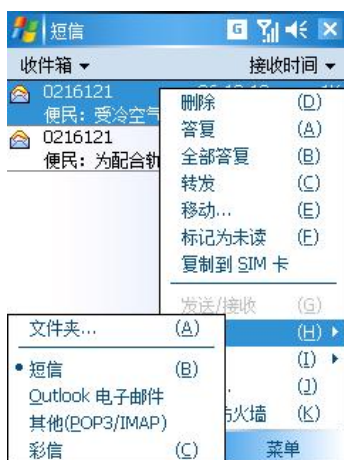 短信 G
收件箱 接收时间
0216121
便民：受冷空气
0216121
便民：为配合轨
删除 (D)
答复 (A)
全部答复 (B)
转发 (C)
移动... (E)
标记为未读 (F)
复制到 SIM 卡
发送/接收 (G)
(H)
(I)
(J)
火墙 (K)
文件夹... (A)
• 短信 (B)
Outlook 电子邮件
其他(POP3/IMAP)
彩信 (C)
菜单